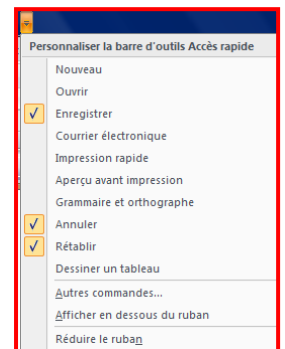 Personnaliser la barre d'outils Accès rapide
Nouveau
Ouvrir
Enregistrer
Courrier électronique
Impression rapide
Aperçu avant impression
Grammaire et orthographe
Annuler
Rétablir
Dessiner un tableau
Autres commandes...
Afficher en dessous du ruban
Réduire le ruban